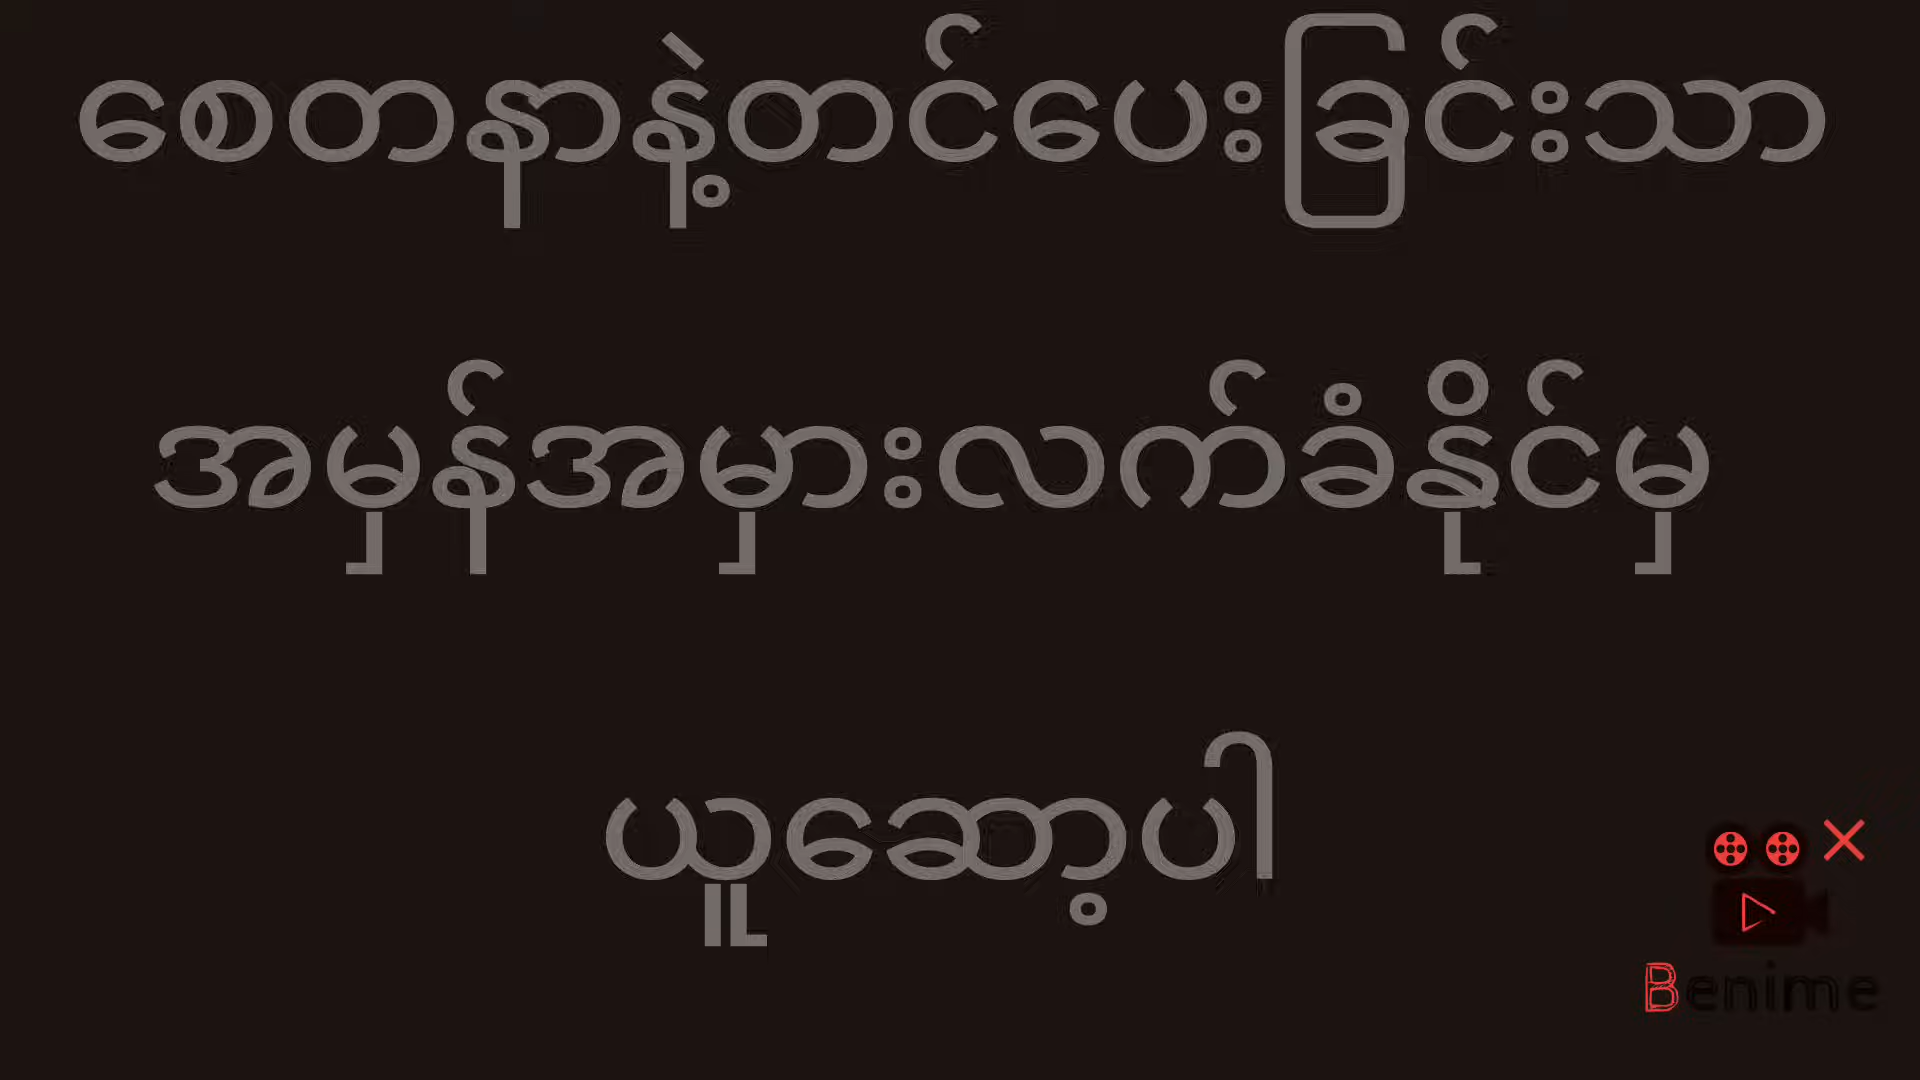 စေတနာနဲ့တင်ပေးခြင်းသာ
အမှန်အမှားလက်ခံနိုင်မှ
ယူဆော့ပါ
Benime